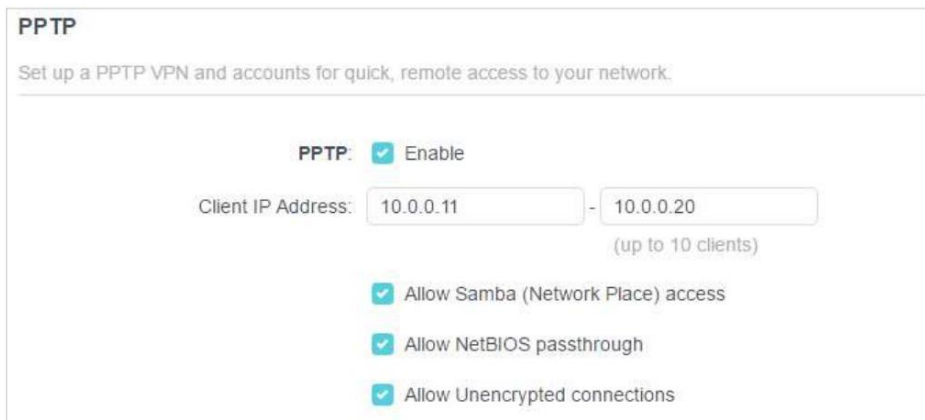 PPTP
Set up a PPTP VPN and accounts for quick, remote access to your network.
PPTP: Enable
Client IP Address: 10.0.0.11 - 10.0.0.20
(up to 10 clients)
Allow Samba (Network Place) access
Allow NetBIOS passthrough
Allow Unencrypted connections